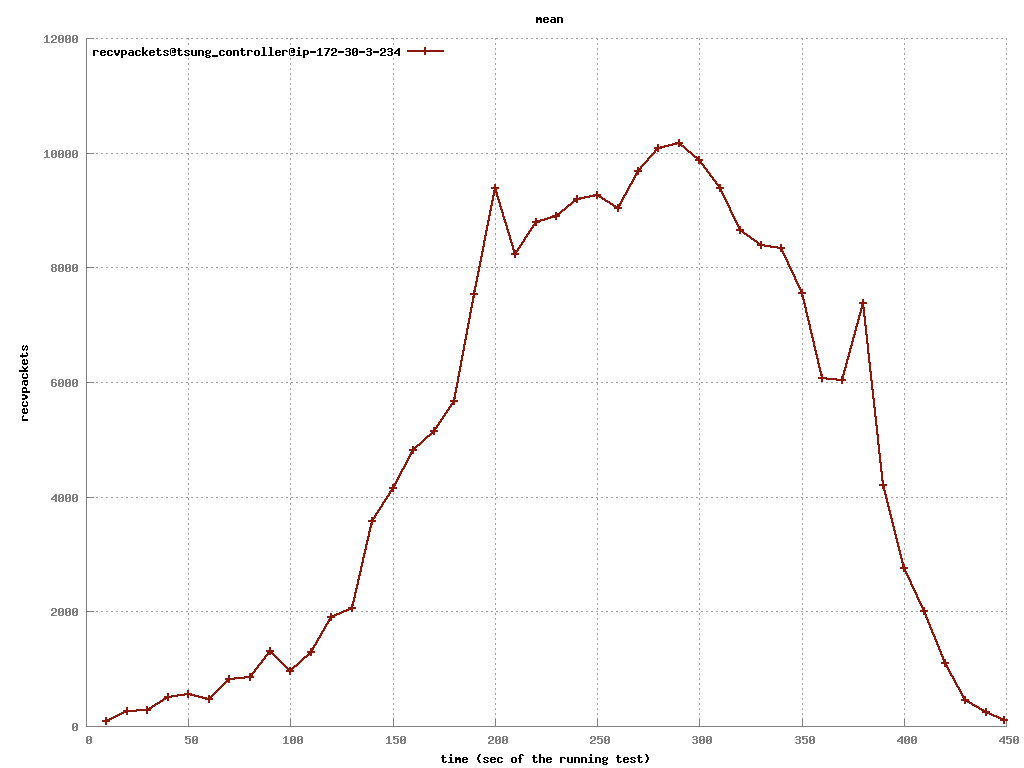 mean
12000
recvpackets@tsung_controller@ip-172-30-3-234
10000
8000
6000
recvpackets
4000
2000
0
0 50 100 150 200 250 300 350 400 450
time (sec of the running test)